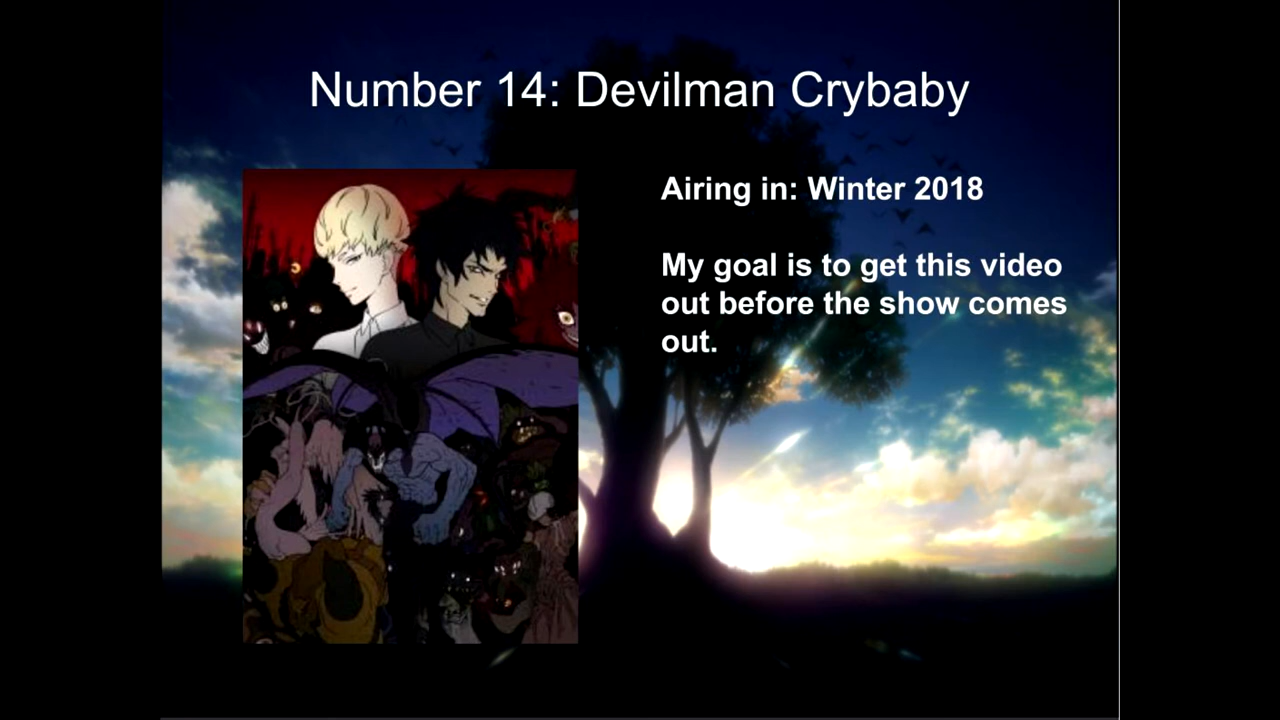 Number 14: Devilman Crybaby
Airing in: Winter 2018
My goal is to get this video
out before the show comes
out.